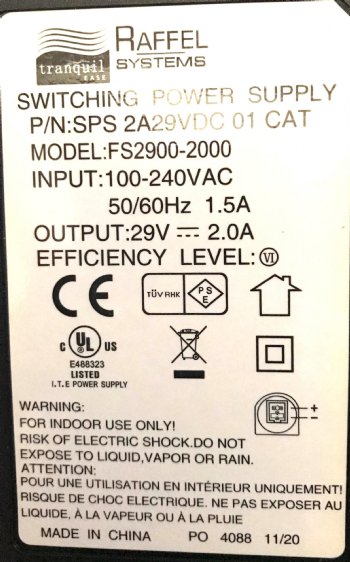 tranquil
EASE
RAFFEL
SYSTEMS
SWITCHING POWER SUPPLY
P/N:SPS 2A29VDC 01 CAT
MODEL:FS2900-2000
INPUT:100-240VAC
50/60Hz 1.5A
OUTPUT:29V ⎓ 2.0A
EFFICIENCY LEVEL:Ⓥ|
CE
TÜV RHK
PS
E
c UL US
E488323
LISTED
I.T.E POWER SUPPLY
+
-
WARNING:
FOR INDOOR USE ONLY!
RISK OF ELECTRIC SHOCK.DO NOT
EXPOSE TO LIQUID,VAPOR OR RAIN.
ATTENTION:
POUR UNE UTILISATION EN INTÉRIEUR UNIQUEMENT!
RISQUE DE CHOC ELECTRIQUE. NE PAS EXPOSER AU
LIQUIDE, À LA VAPEUR OU À LA PLUIE
MADE IN CHINA PO 4088 11/20